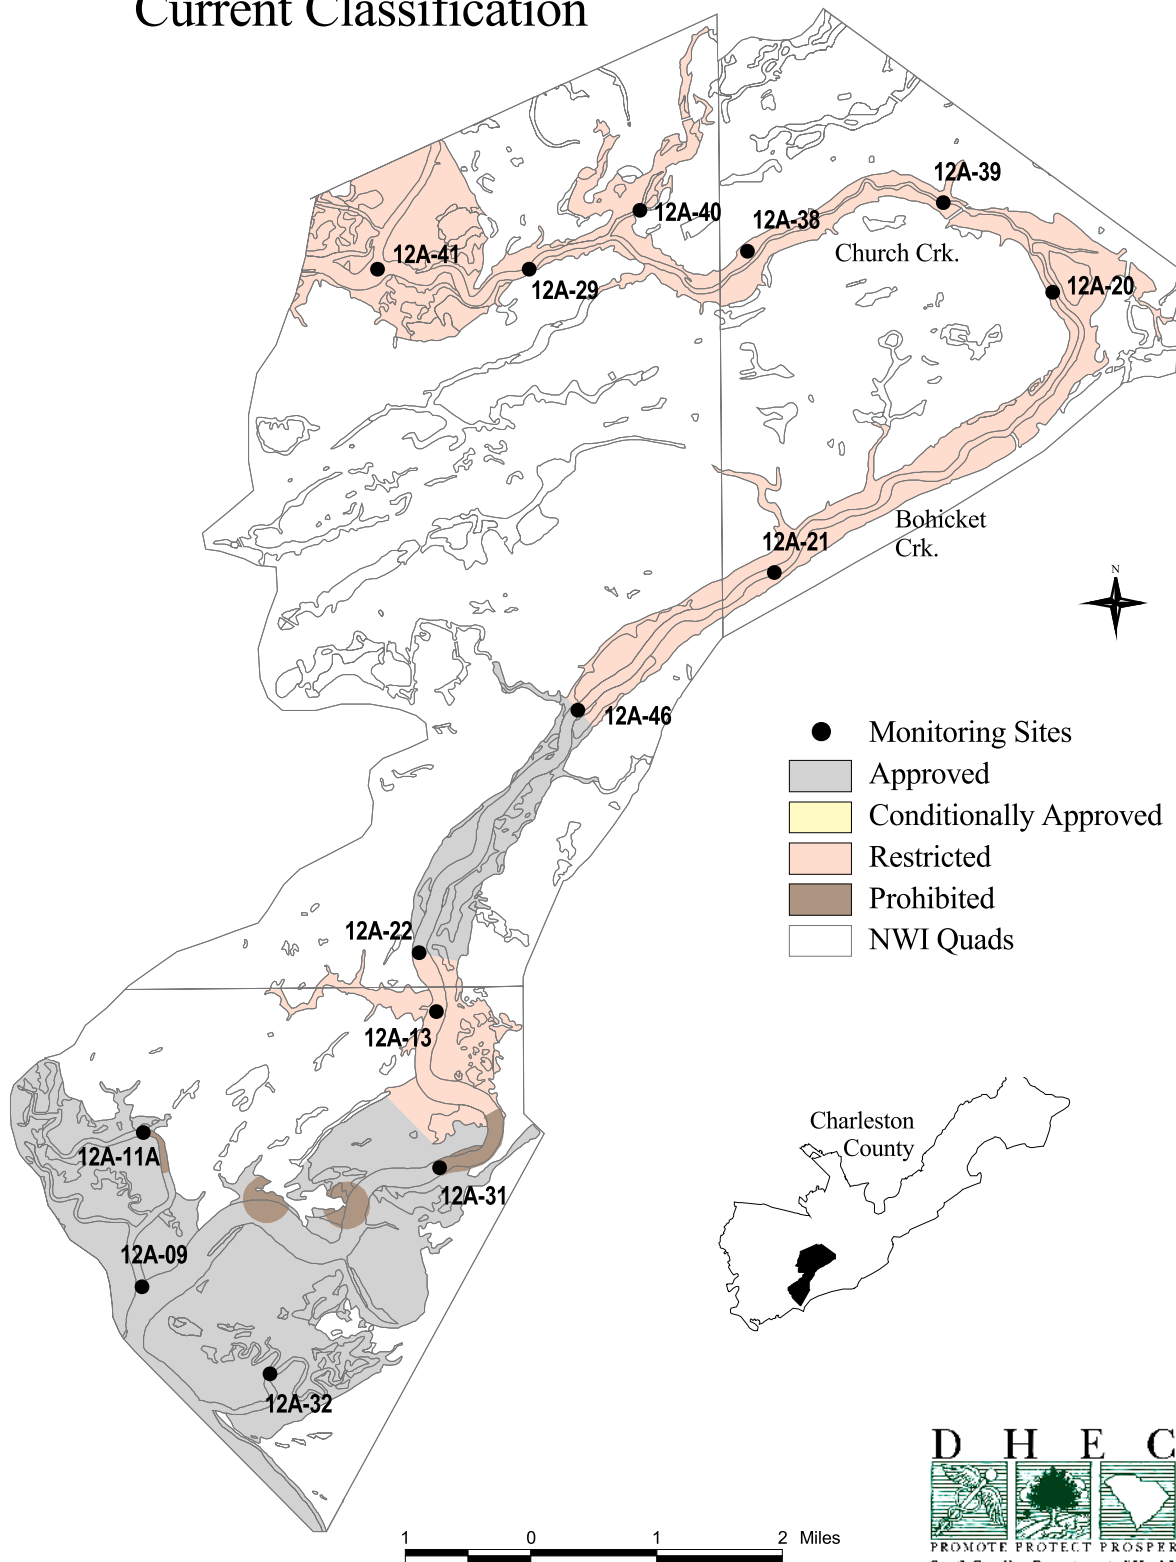 Current Classification
12A-39
12A-40
12A-38
12A-41
Church Crk.
12A-20
12A-29
Bohicket
Crk.
12A-21
N
12A-46
Monitoring Sites
Approved
Conditionally Approved
Restricted
Prohibited
NWI Quads
12A-22
12A-13
Charleston
County
12A-11A
12A-31
12A-09
12A-32
D H E C
PROMOTE PROTECT PROSPER
1 0 1 2 Miles